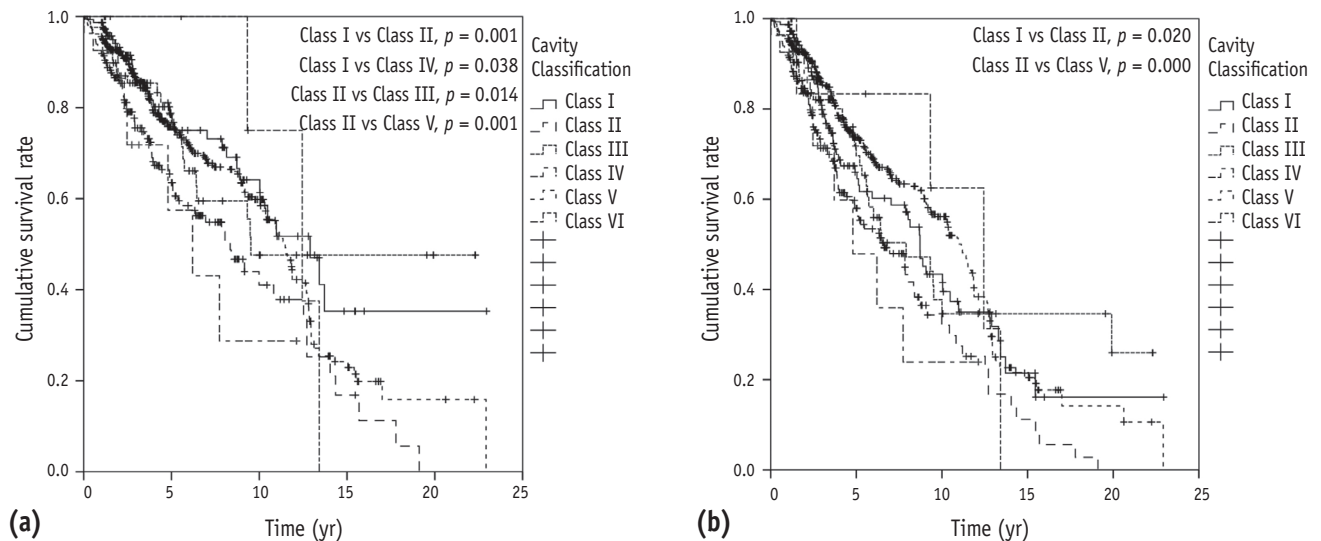 Class I vs Class II, p = 0.001
Class I vs Class IV, p = 0.038
Class II vs Class III, p = 0.014
Class II vs Class V, p = 0.001
Cavity
Classification
Class I
Class II
Class III
Class IV
Class V
Class VI
1.0
0.8
0.6
0.4
0.2
0.0
Cumulative survival rate
0 5 10 15 20 25
Time (yr)
(a)
Class I vs Class II, p = 0.020
Class II vs Class V, p = 0.000
Cavity
Classification
Class I
Class II
Class III
Class IV
Class V
Class VI
1.0
0.8
0.6
0.4
0.2
0.0
Cumulative survival rate
0 5 10 15 20 25
Time (yr)
(b)